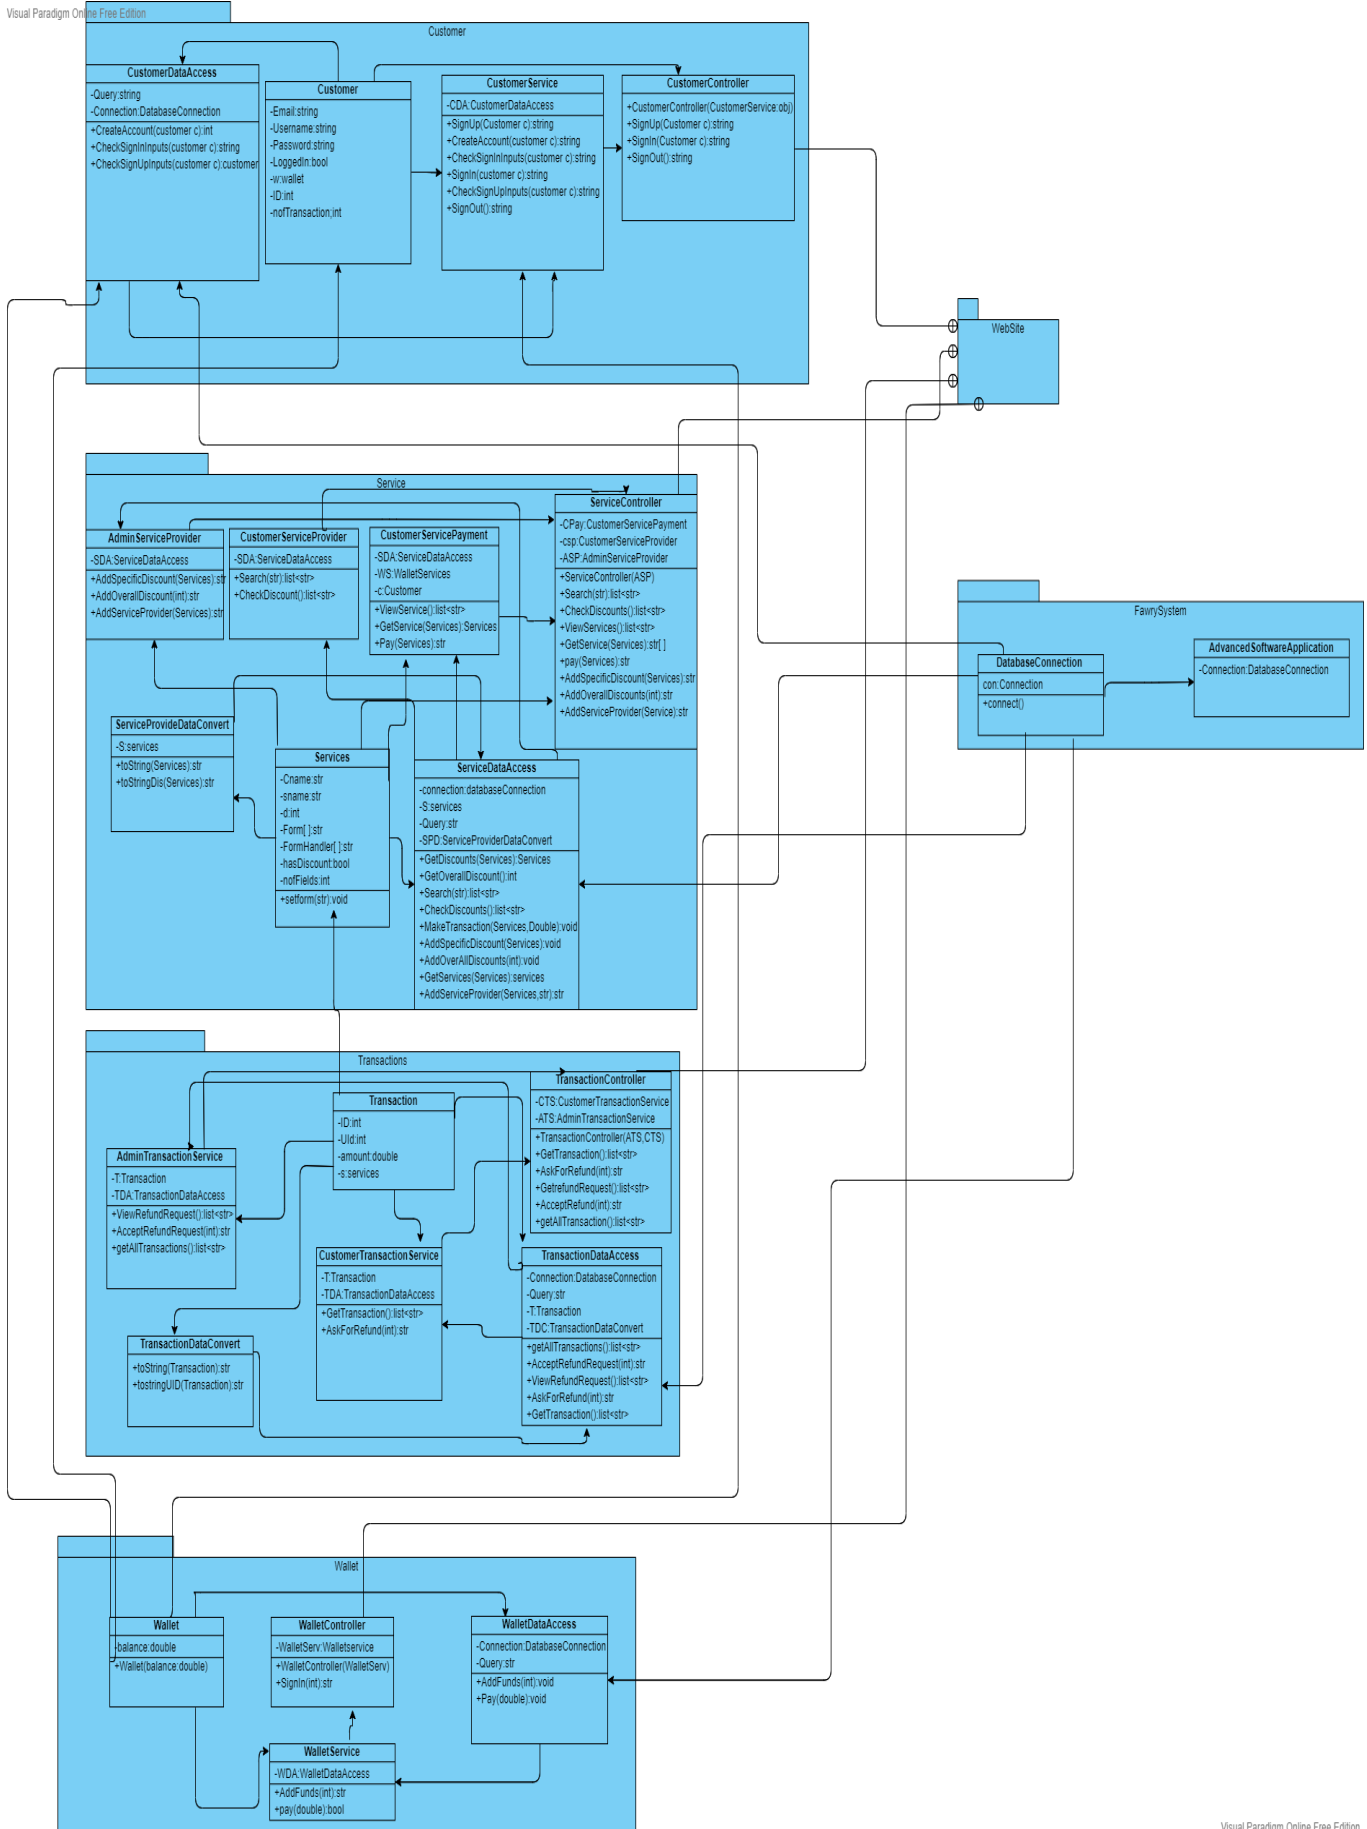 Visual Paradigm Online Free Edition
Customer
CustomerDataAccess
-Query:string
-Connection:DatabaseConnection
+CreateAccount(customer c):int
+CheckSignInInputs(customer c):string
+CheckSignUpInputs(customer c):customer
Customer
-Email:string
-Username:string
-Password:string
-LoggedIn:bool
-w:wallet
-ID:int
-nofTransaction;int
CustomerService
-CDA:CustomerDataAccess
+SignUp(Customer c):string
+CreateAccount(customer c):string
+CheckSignInInputs(customer c):string
+SignIn(customer c):string
+CheckSignUpInputs(customer c):string
+SignOut():string
CustomerController
+CustomerController(CustomerService:obj)
+SignUp(Customer c):string
+SignIn(Customer c):string
+SignOut():string
WebSite
Service
AdminServiceProvider
-SDA:ServiceDataAccess
+AddSpecificDiscount(Services):str
+AddOverallDiscount(int):str
+AddServiceProvider(Services):str
CustomerServiceProvider
-SDA:ServiceDataAccess
+Search(str):list<str>
+CheckDiscount():list<str>
CustomerServicePayment
-SDA:ServiceDataAccess
-WS:WalletServices
-c:Customer
+ViewService():list<str>
+GetService(Services):Services
+Pay(Services):str
ServiceController
-CPay:CustomerServicePayment
-csp:CustomerServiceProvider
-ASP:AdminServiceProvider
+ServiceController(ASP)
+Search(str):list<str>
+CheckDiscounts():list<str>
+ViewServices():list<str>
+GetService(Services):str[ ]
+pay(Services):str
+AddSpecificDiscount(Services):str
+AddOverallDiscounts(int):str
+AddServiceProvider(Service):str
ServiceProvideDataConvert
-S:services
+toString(Services):str
+toStringDis(Services):str
Services
-Cname:str
-sname:str
-d:int
-Form[ ]:str
-FormHandler[ ]:str
-hasDiscount:bool
-nofFields:int
+setform(str):void
ServiceDataAccess
-connection:databaseConnection
-S:services
-Query:str
-SPD:ServiceProviderDataConvert
+GetDiscounts(Services):Services
+GetOverallDiscount():int
+Search(str):list<str>
+CheckDiscounts():list<str>
+MakeTransaction(Services,Double):void
+AddSpecificDiscount(Services):void
+AddOverAllDiscounts(int):void
+GetServices(Services):services
+AddServiceProvider(Services,str):str
FawrySystem
DatabaseConnection
con:Connection
+connect()
AdvancedSoftwareApplication
-Connection:DatabaseConnection
Transactions
AdminTransactionService
-T:Transaction
-TDA:TransactionDataAccess
+ViewRefundRequest():list<str>
+AcceptRefundRequest(int):str
+getAllTransactions():list<str>
Transaction
-ID:int
-UId:int
-amount:double
-s:services
TransactionController
-CTS:CustomerTransactionService
-ATS:AdminTransactionService
+TransactionController(ATS,CTS)
+GetTransaction():list<str>
+AskForRefund(int):str
+GetrefundRequest():list<str>
+AcceptRefund(int):str
+getAllTransaction():list<str>
CustomerTransactionService
-T:Transaction
-TDA:TransactionDataAccess
+GetTransaction():list<str>
+AskForRefund(int):str
TransactionDataAccess
-Connection:DatabaseConnection
-Query:str
-T:Transaction
-TDC:TransactionDataConvert
+getAllTransactions():list<str>
+AcceptRefundRequest(int):str
+ViewRefundRequest():list<str>
+AskForRefund(int):str
+GetTransaction():list<str>
TransactionDataConvert
+toString(Transaction):str
+tostringUID(Transaction):str
Wallet
Wallet
-balance:double
+Wallet(balance:double)
WalletController
-WalletServ:Walletservice
+WalletController(WalletServ)
+SignIn(int):str
WalletDataAccess
-Connection:DatabaseConnection
-Query:str
+AddFunds(int):void
+Pay(double):void
WalletService
-WDA:WalletDataAccess
+AddFunds(int):str
+pay(double):bool
Visual Paradigm Online Free Edition